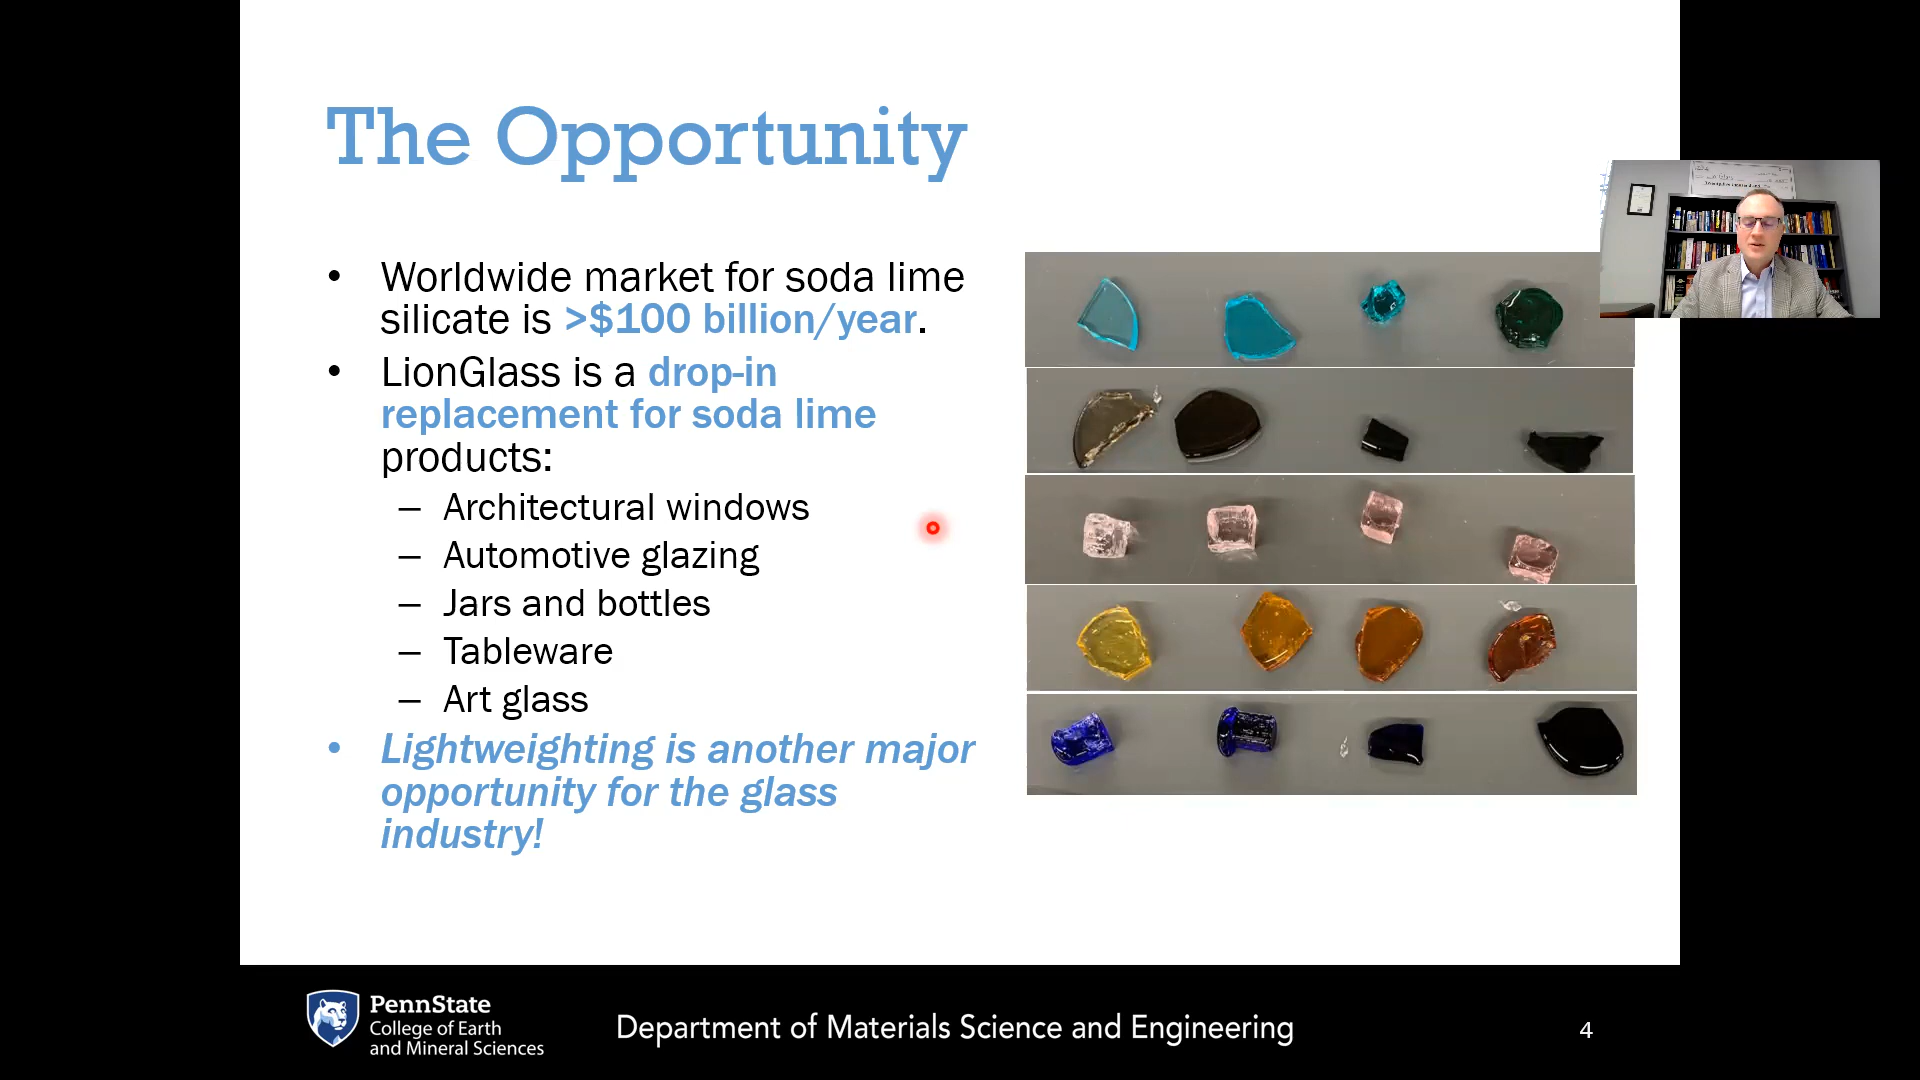 The Opportunity
• Worldwide market for soda lime
silicate is >$100 billion/year.
• LionGlass is a drop-in
replacement for soda lime
products:
– Architectural windows
– Automotive glazing
– Jars and bottles
– Tableware
– Art glass
• Lightweighting is another major
opportunity for the glass
industry!
PennState
College of Earth
and Mineral Sciences
Department of Materials Science and Engineering
4